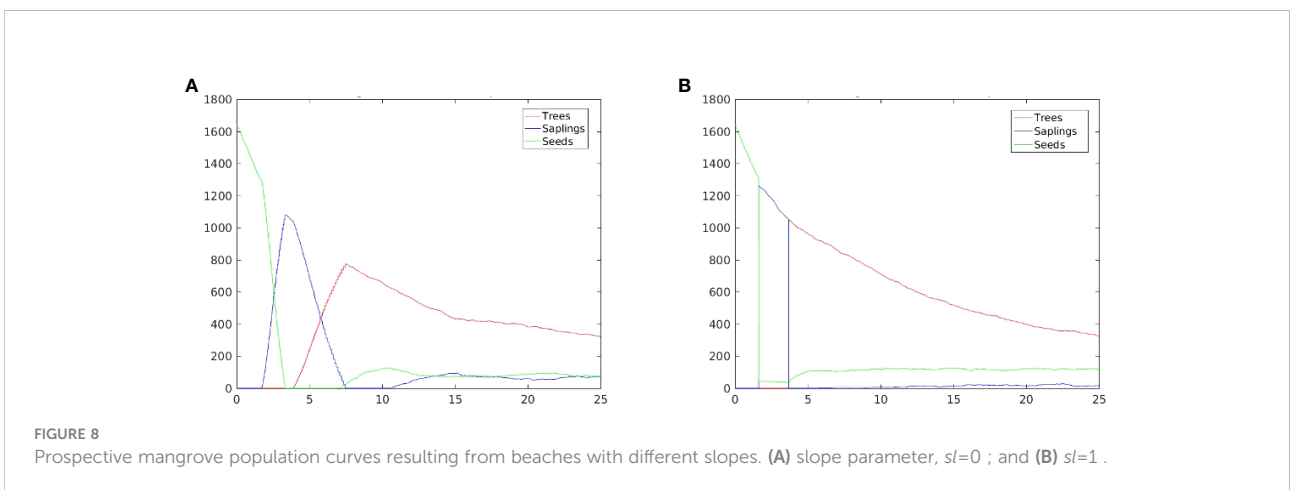 A
B
1800
1600
1400
1200
1000
800
600
400
200
0
0 5 10 15 20 25
Trees
Saplings
Seeds
1800
1600
1400
1200
1000
800
600
400
200
0
0 5 10 15 20 25
Trees
Saplings
Seeds
FIGURE 8
Prospective mangrove population curves resulting from beaches with different slopes. (A) slope parameter, sl=0 ; and (B) sl=1 .